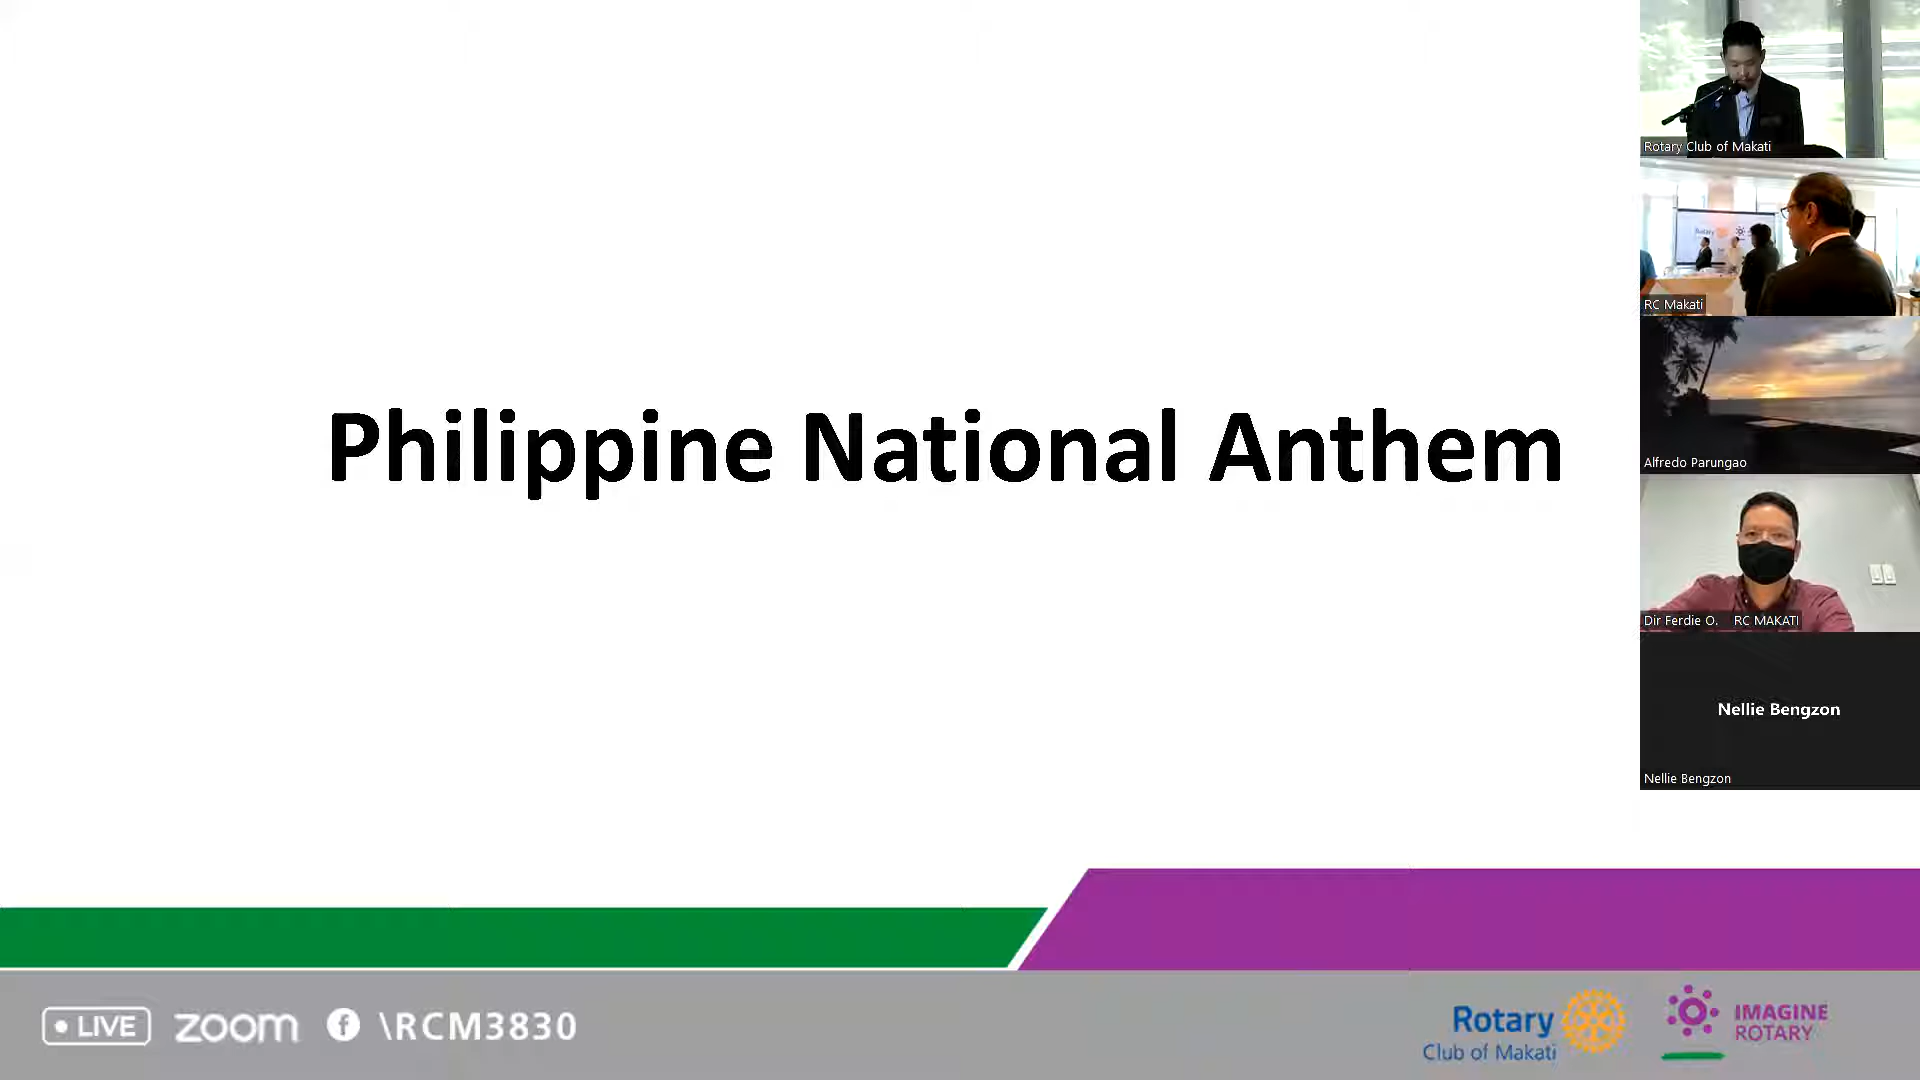 Philippine National Anthem
Rotary Club of Makati
Rotary
RC Makati
Alfredo Parungao
Dir Ferdie O. RC MAKATI
Nellie Bengzon
Nellie Bengzon
LIVE zoom \RCM3830
Rotary
Club of Makati
IMAGINE
ROTARY